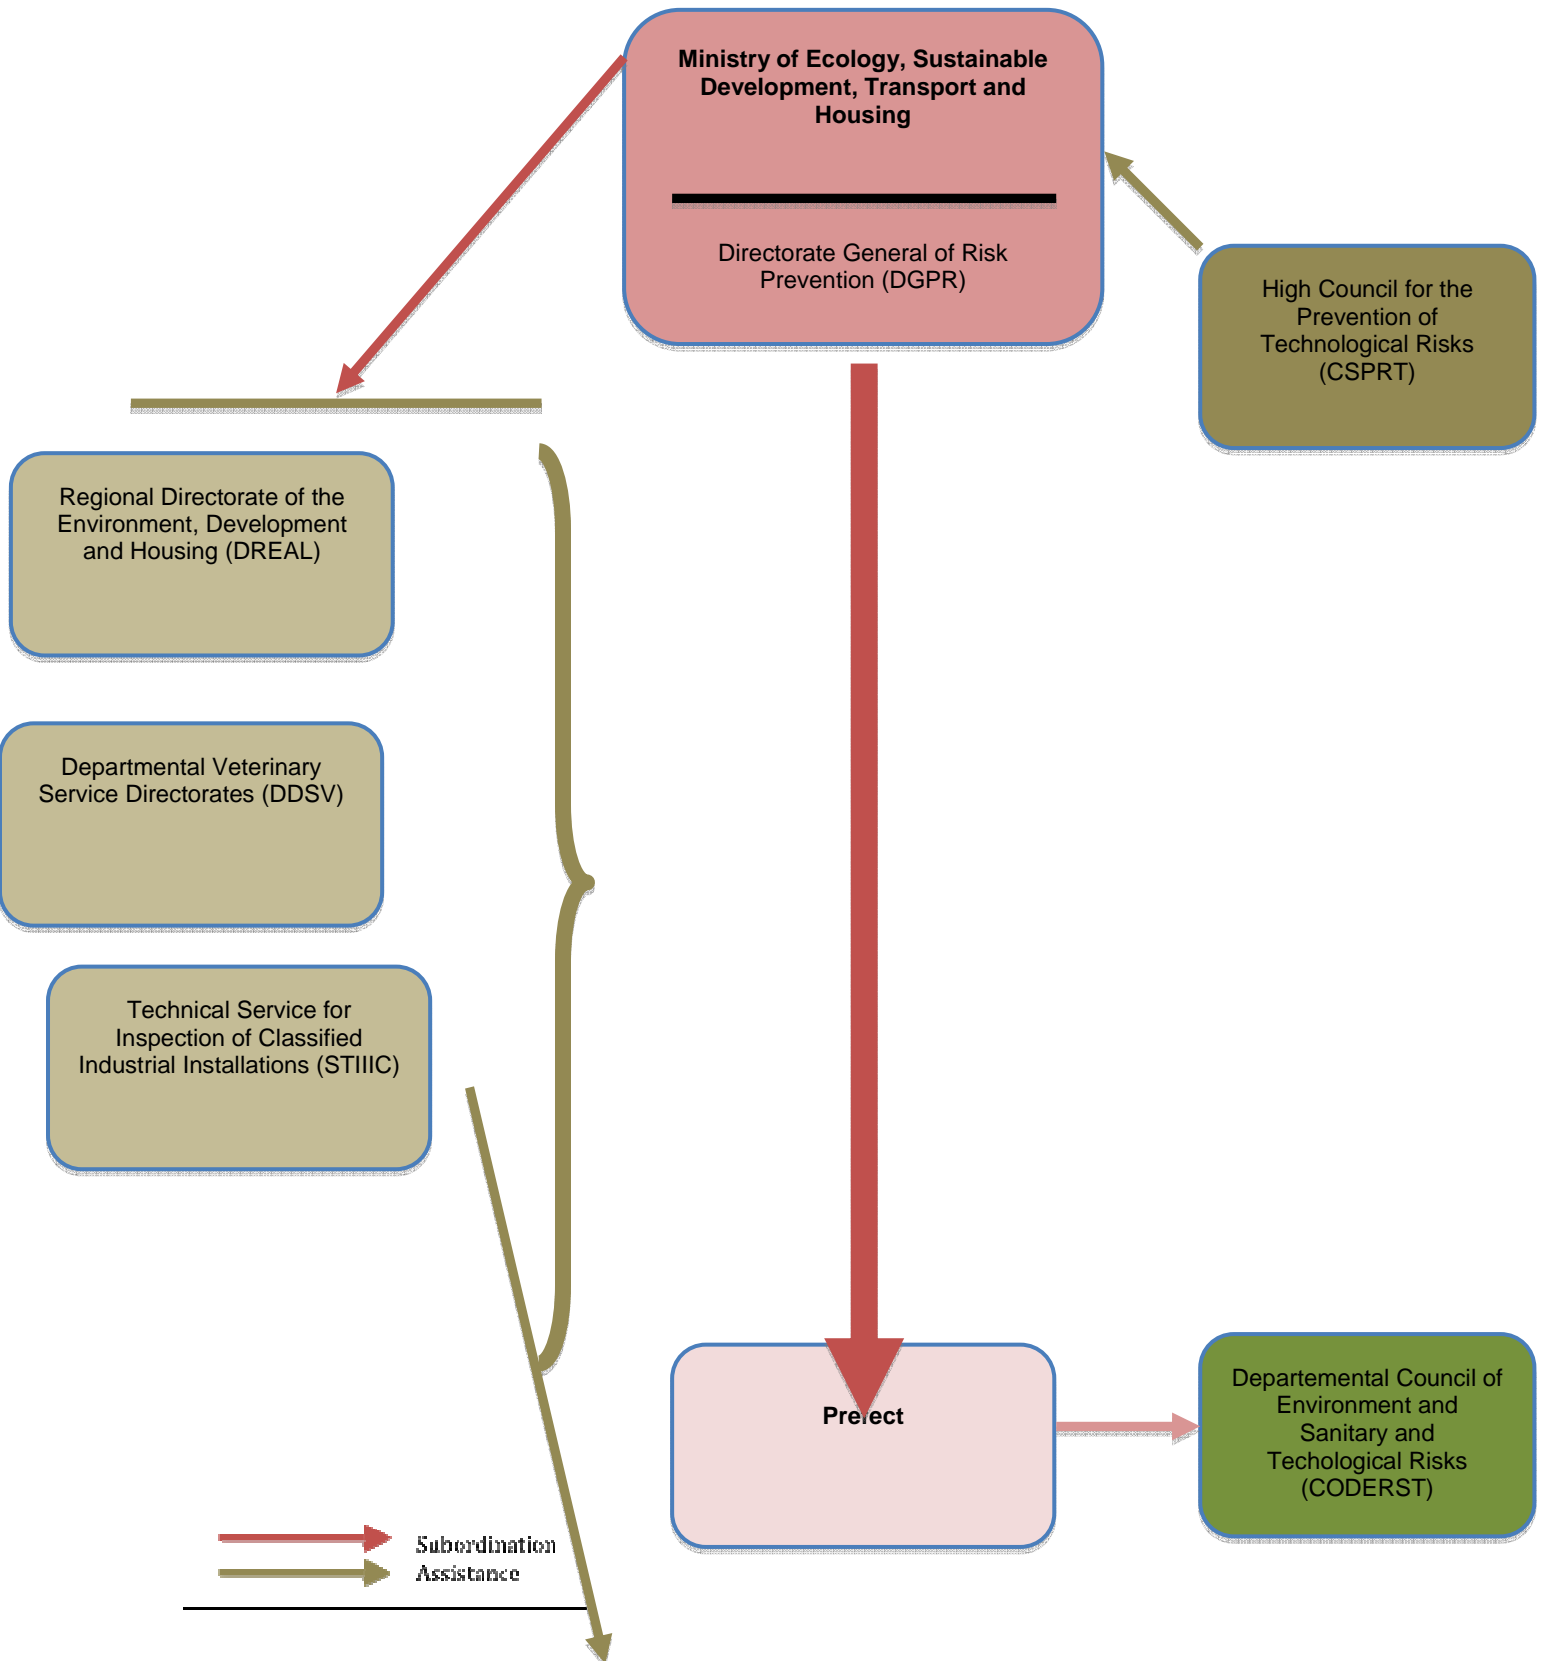 Ministry of Ecology, Sustainable
Development, Transport and
Housing
Directorate General of Risk
Prevention (DGPR)
High Council for the
Prevention of
Technological Risks
(CSPRT)
Regional Directorate of the
Environment, Development
and Housing (DREAL)
Departmental Veterinary
Service Directorates (DDSV)
Technical Service for
Inspection of Classified
Industrial Installations (STIIIC)
Prefect
Departemental Council of
Environment and
Sanitary and
Techological Risks
(CODERST)
Subordination
Assistance